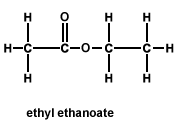 H O H H
H-C-C-O-C-C-H
H H H
ethyl ethanoate